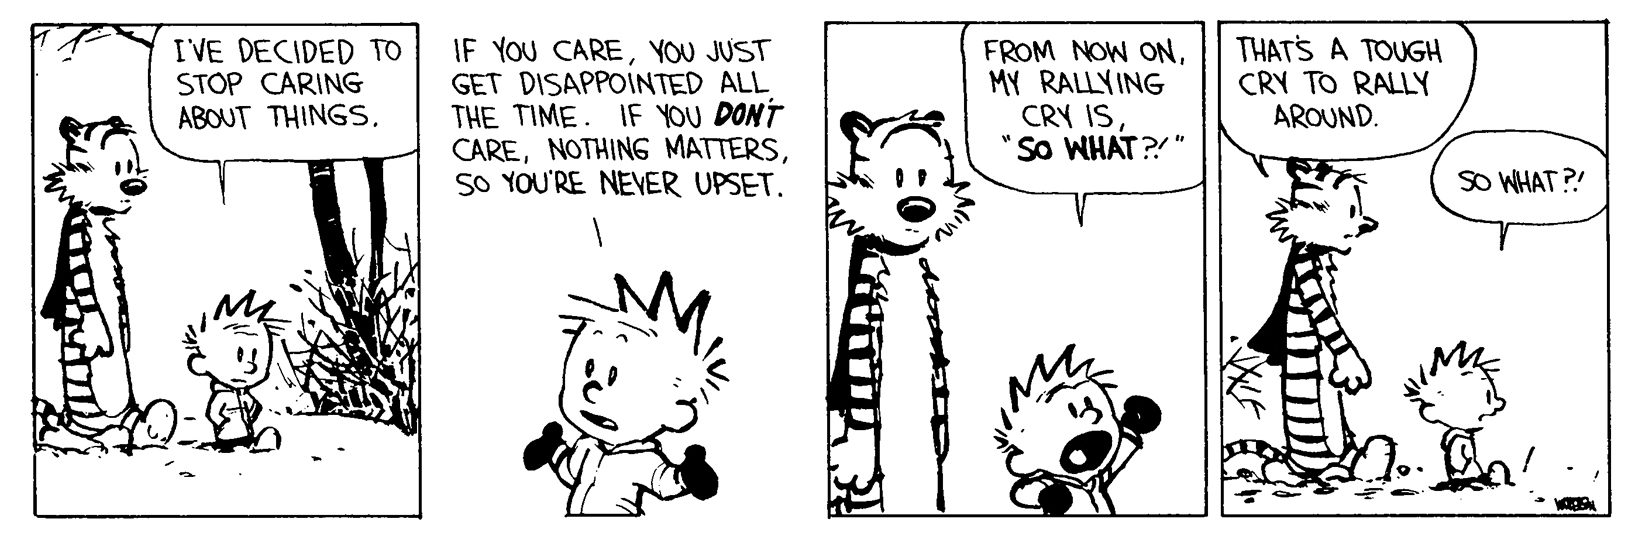 I'VE DECIDED TO
STOP CARING
ABOUT THINGS.
IF YOU CARE, YOU JUST
GET DISAPPOINTED ALL
THE TIME. IF YOU DON'T
CARE, NOTHING MATTERS,
SO YOU'RE NEVER UPSET.
FROM NOW ON,
MY RALLYING
CRY IS,
"SO WHAT?!"
THAT'S A TOUGH
CRY TO RALLY
AROUND.
SO WHAT?!